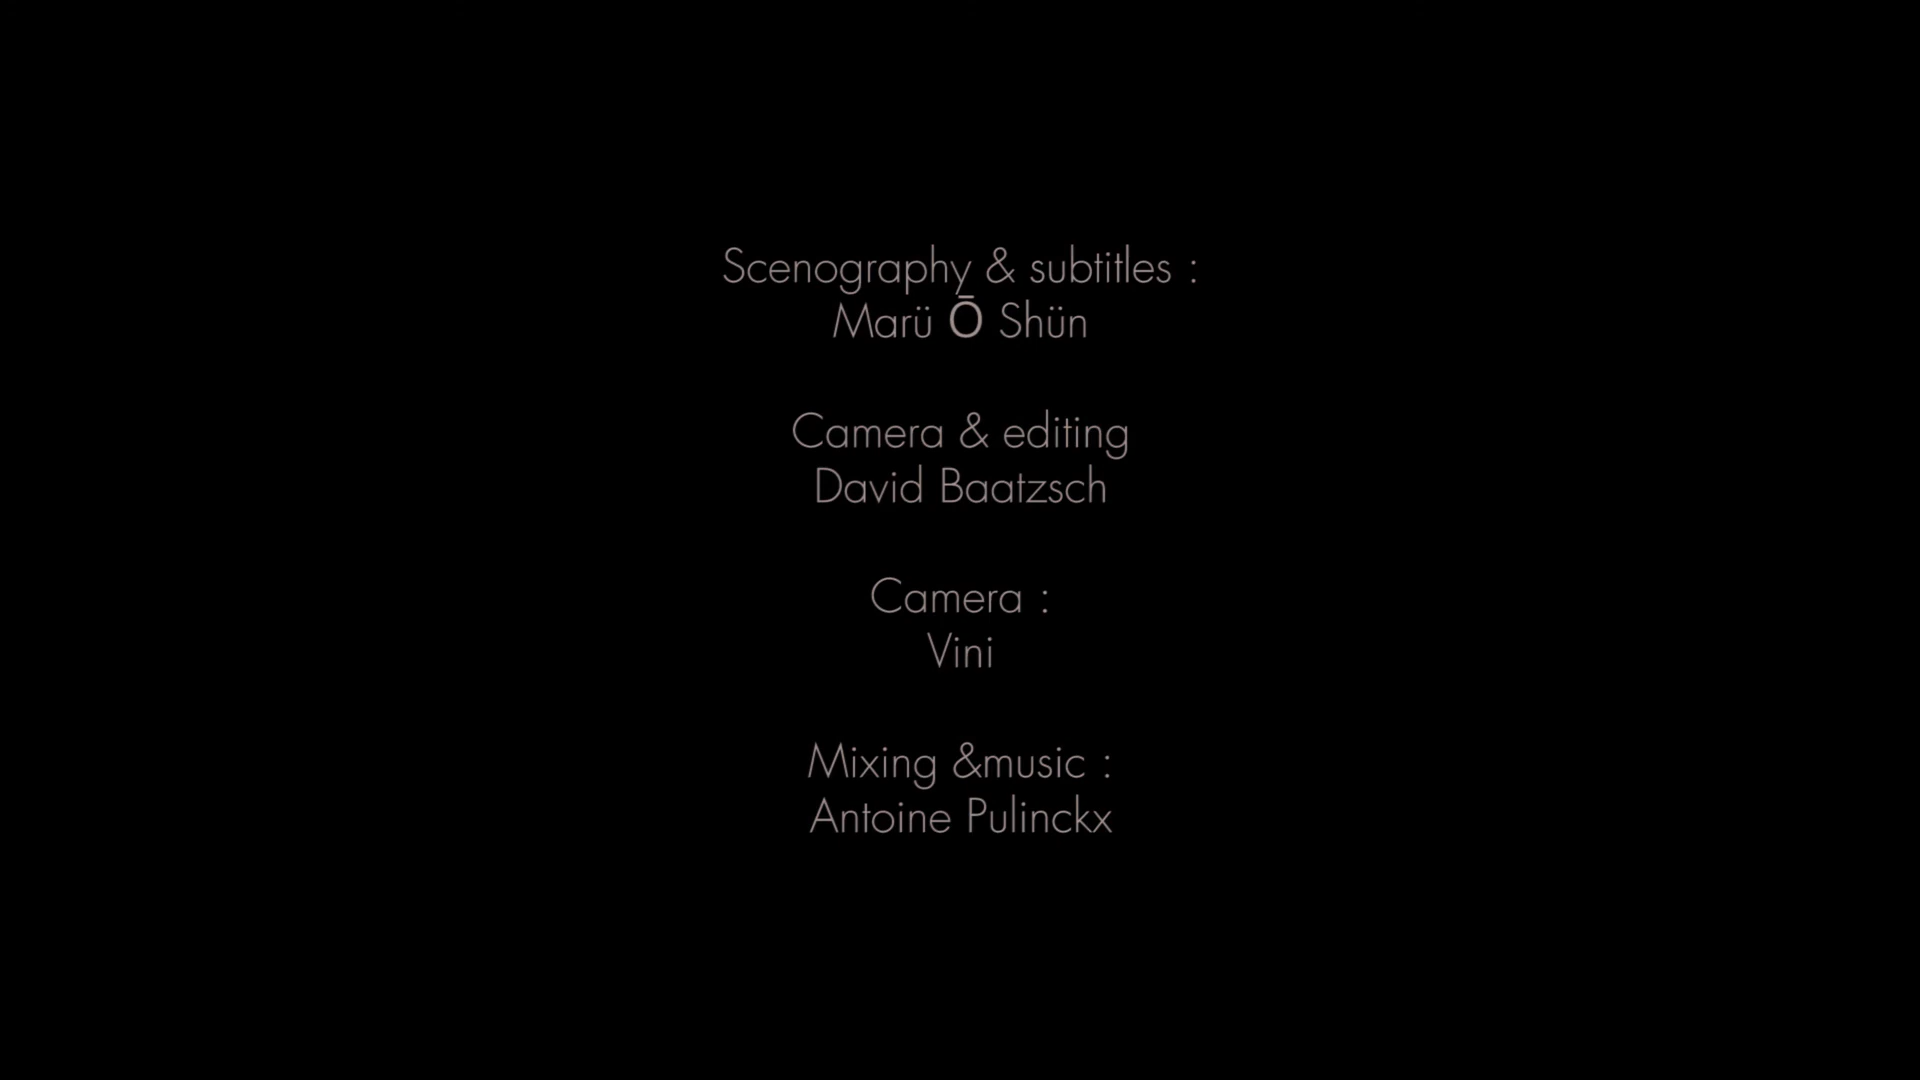 Scenography & subtitles :
Marü Ō Shün
Camera & editing
David Baatzsch
Camera :
Vini
Mixing &music :
Antoine Pulinckx